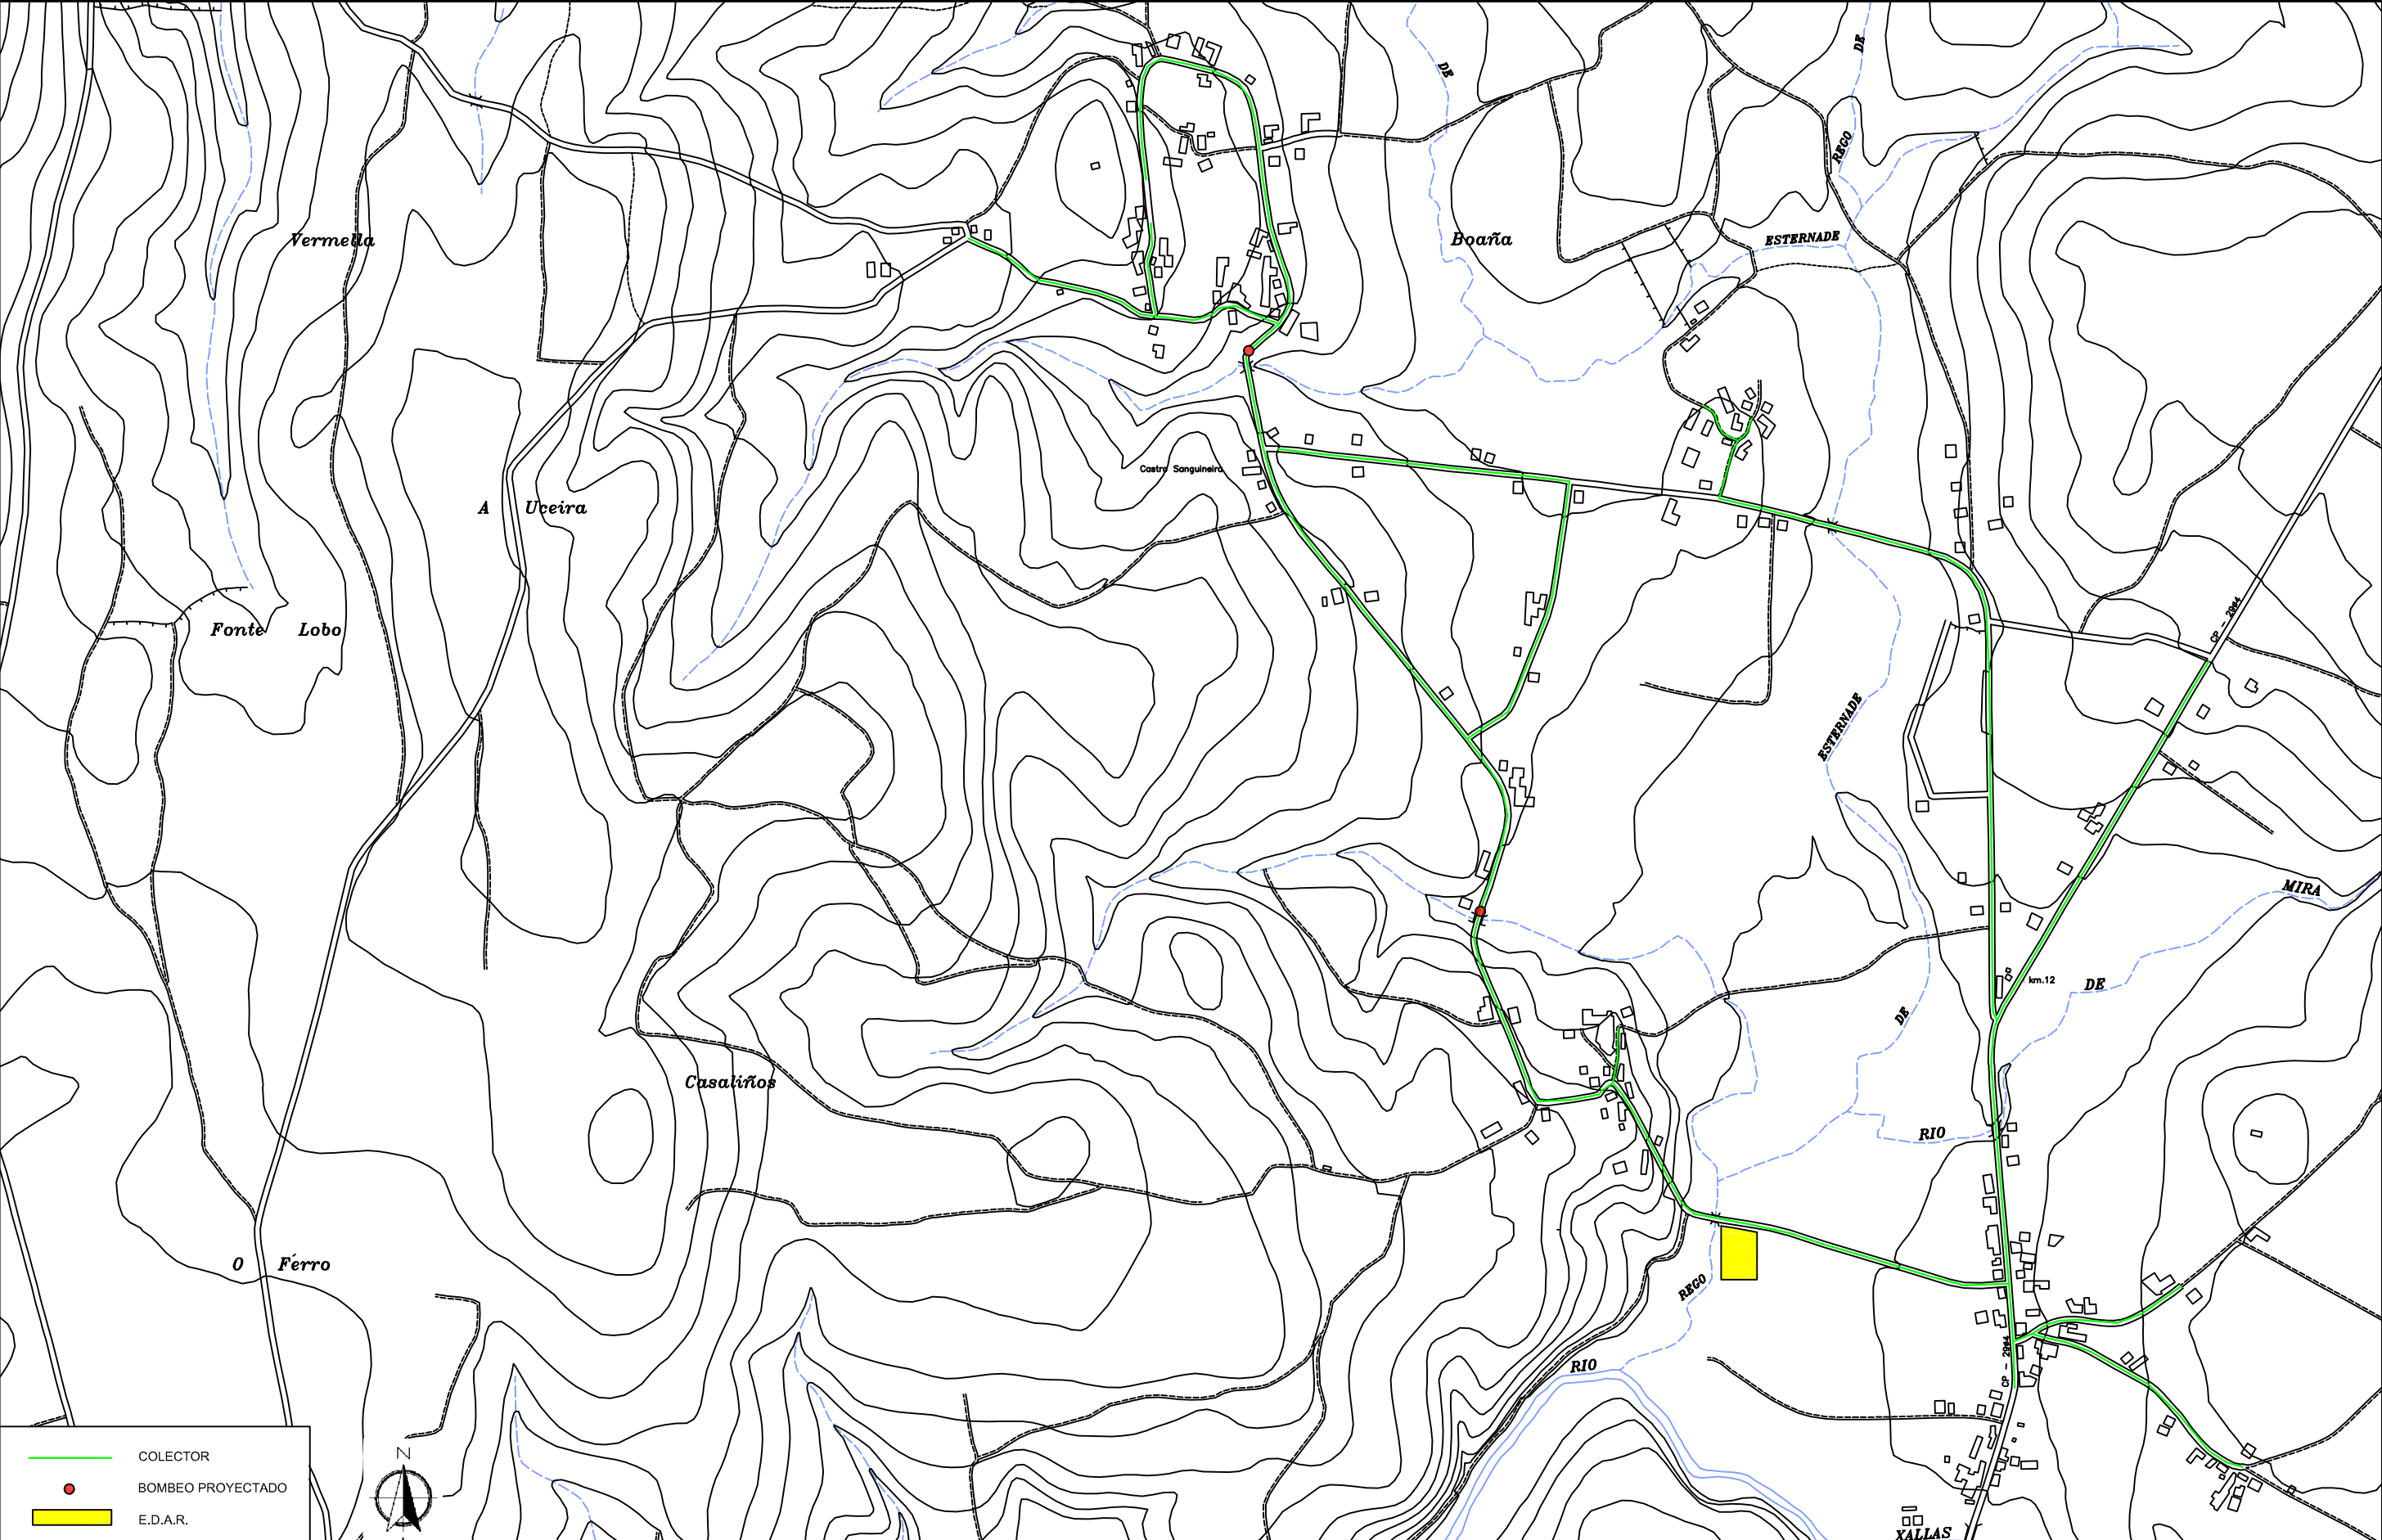 DE
DE
REGO
Vermella
Boaña
ESTERNADE
Castro Sanguineiro
A Uceira
CP - 2904
Fonte Lobo
ESTERNADE
MIRA
km.12
DE
DE
RIO
Casaliños
O Férro
REGO
CP - 2904
RIO
COLECTOR
BOMBEO PROYECTADO
E.D.A.R.
N
XALLAS